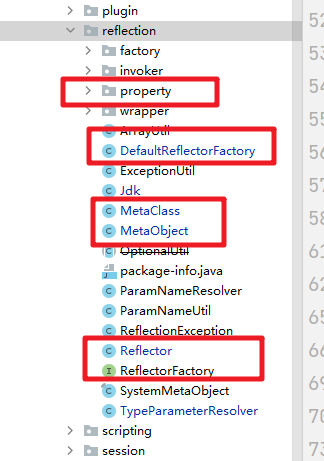 plugin
52
reflection
53
factory
54
invoker
55
property
56
wrapper
ArrayUtil
56
DefaultReflectorFactory
57
ExceptionUtil
Jdk
58
MetaClass
59
MetaObject
60
OptionalUtil
61
package-info.java
62
ParamNameResolver
63
ParamNameUtil
64
ReflectionException
65
Reflector
66
ReflectorFactory
67
SystemMetaObject
69
TypeParameterResolver
70
scripting
71
session
73